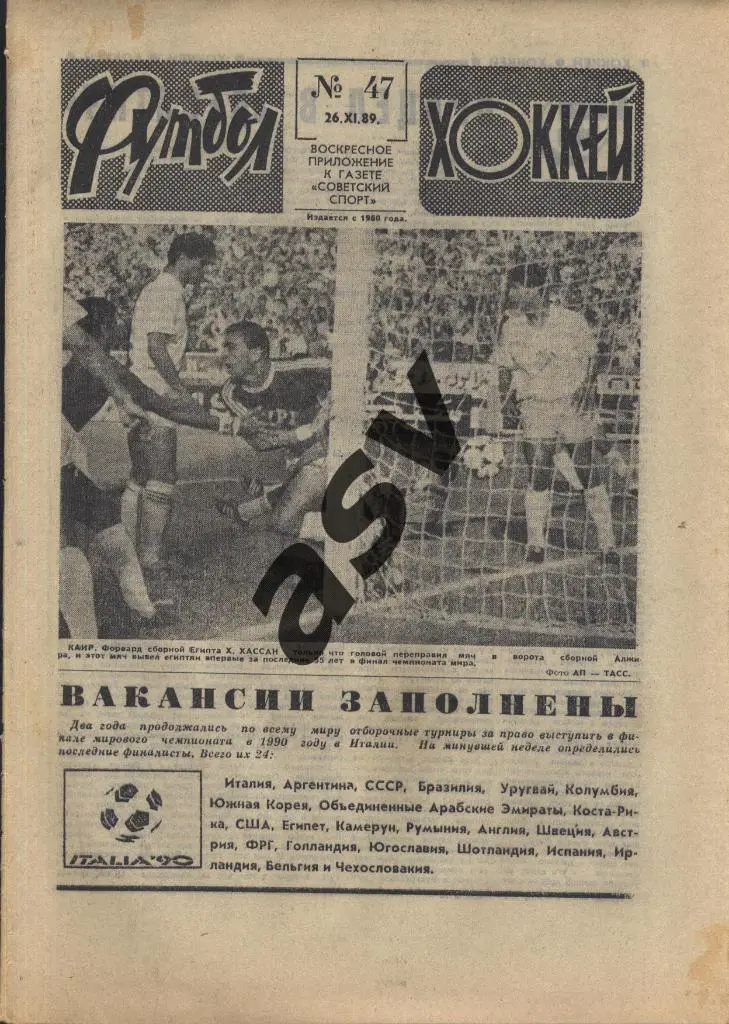 Футбол
№ 47
26.XI.89.
ВОСКРЕСНОЕ
ПРИЛОЖЕНИЕ
К ГАЗЕТЕ
«СОВЕТСКИЙ
СПОРТ»
Издается с 1960 года.
ХОККЕЙ
asv
КАИР. Форвард сборной Египта Х. ХАССАН только что головой переправил мяч в ворота сборной Алжи-
ра, и этот мяч вывел египтян впервые за последние 55 лет в финал чемпионата мира.
Фото АП — ТАСС.
ВАКАНСИИ ЗАПОЛНЕНЫ
Два года продолжались по всему миру отборочные турниры за право выступить в фи-
нале мирового чемпионата в 1990 году в Италии. На минувшей неделе определились
последние финалисты. Всего их 24:
ITALIA '90
Италия, Аргентина, СССР, Бразилия, Уругвай, Колумбия,
Южная Корея, Объединенные Арабские Эмираты, Коста-Ри-
ка, США, Египет, Камерун, Румыния, Англия, Швеция, Авст-
рия, ФРГ, Голландия, Югославия, Шотландия, Испания, Ир-
ландия, Бельгия и Чехословакия.